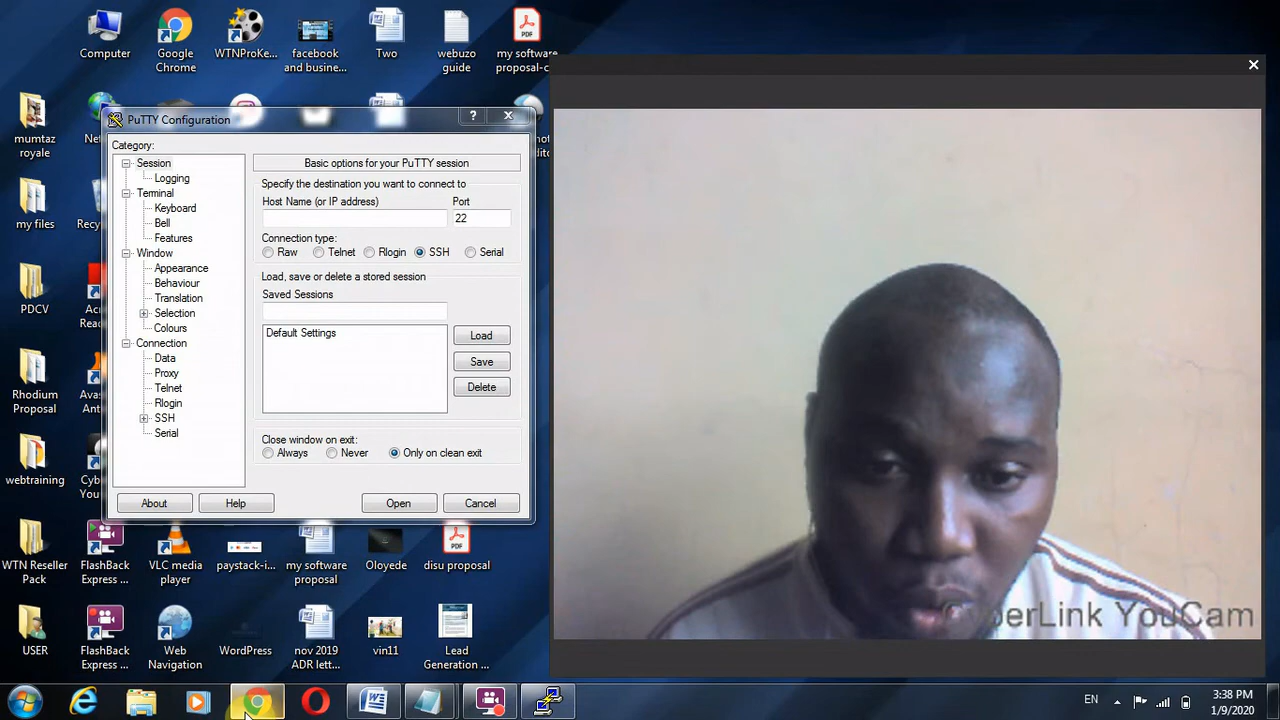 Computer
Google
Chrome
WTNProKe...
facebook
and busine...
Two
webuzo
guide
my software
proposal-c
PDF
mumtaz
royale
Ne
my files
Recy
PDCV
Rhodium
Proposal
webtraining
PuTTY Configuration
?
Category:
Session
Logging
Terminal
Keyboard
Bell
Features
Window
Appearance
Behaviour
Translation
Selection
Colours
Connection
Data
Proxy
Telnet
Rlogin
SSH
Serial
Basic options for your PuTTY session
Specify the destination you want to connect to
Host Name (or IP address)
Port
22
Connection type:
Raw
Telnet
Rlogin
SSH
Serial
Load, save or delete a stored session
Saved Sessions
Default Settings
Load
Save
Delete
Close window on exit:
Always
Never
Only on clean exit
About
Help
Open
Cancel
WTN Reseller
Pack
FlashBack
Express ...
VLC media
player
paystack-i...
my software
proposal
Oloyede
PDF
disu proposal
USER
FlashBack
Express ...
Web
Navigation
WordPress
nov 2019
ADR lett...
vin11
Lead
Generation ...
CyberLink YouCam
EN
3:38 PM
1/9/2020